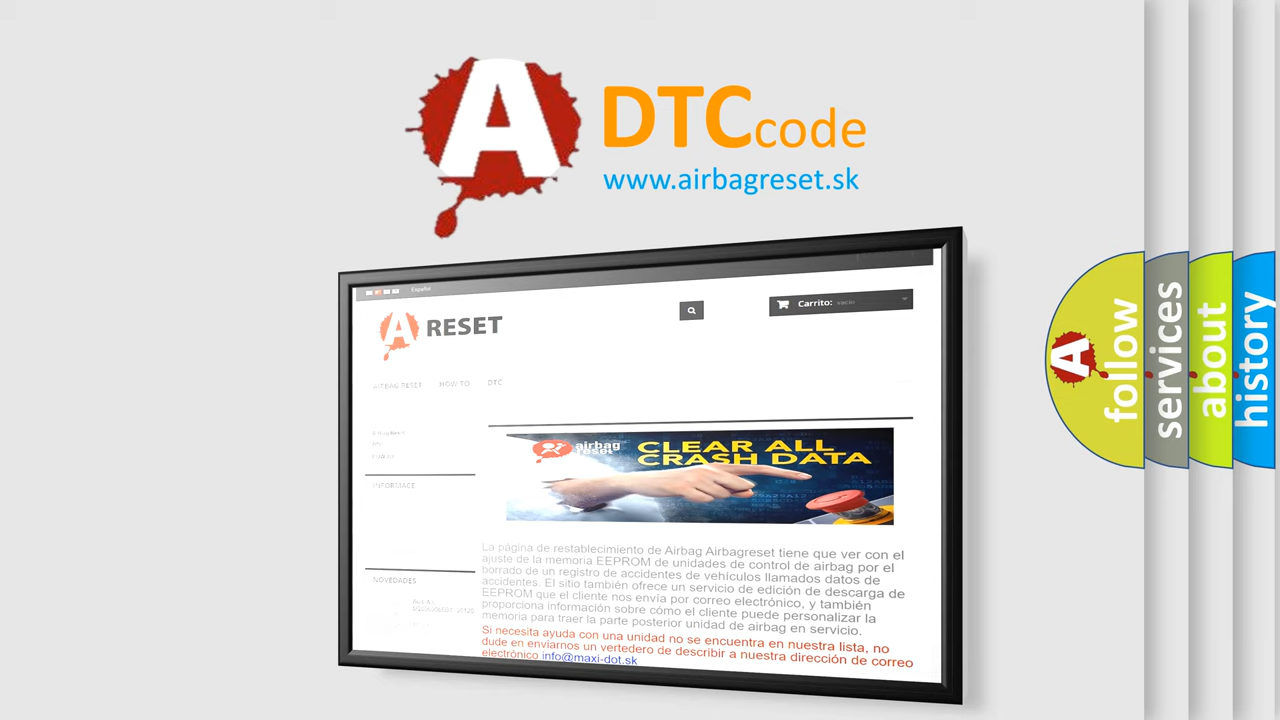 A
DTCcode
www.airbagreset.sk
Español
Carrito: vacío
A RESET
AIRBAG RESET HOW TO DTC
Airbag Reset
INFORMACE
airbag reset
CLEAR ALL
CRASH DATA
NOVEDADES
La página de restablecimiento de Airbag Airbagreset tiene que ver con el
ajuste de la memoria EEPROM de unidades de control de airbag por el
borrado de un registro de accidentes de vehículos llamados datos de
accidentes. El sitio también ofrece un servicio de edición de descarga de
EEPROM que el cliente nos envía por correo electrónico, y también
proporciona información sobre cómo el cliente puede personalizar la
memoria para traer la parte posterior unidad de airbag en servicio.
Si necesita ayuda con una unidad no se encuentra en nuestra lista, no
dude en enviarnos un vertedero de describir a nuestra dirección de correo
electrónico info@maxi-dot.sk
A
follow
services
about
history